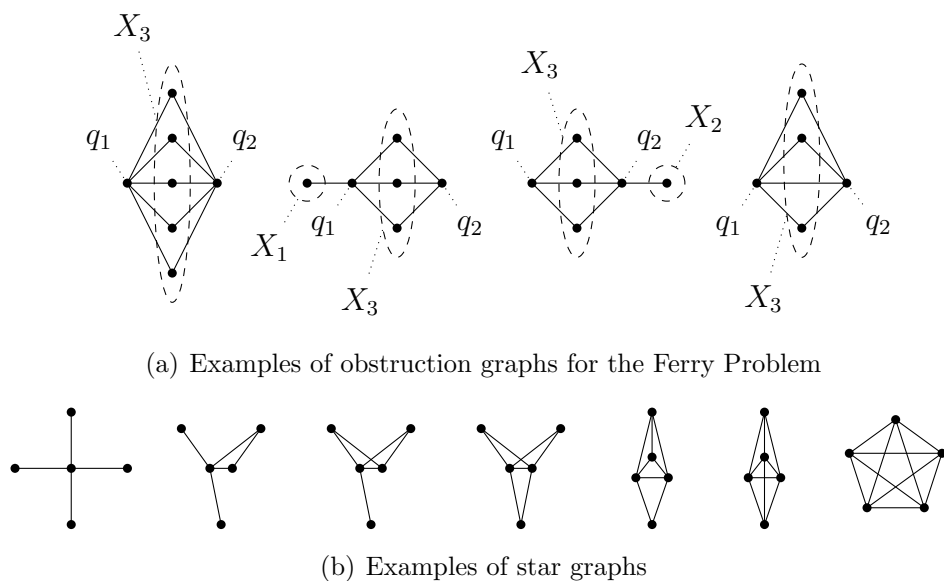 X₃ X₃
q₁ q₂ q₁ q₂ X₂
q₁ q₂ q₁ q₂
X₁
X₃ X₃
(a) Examples of obstruction graphs for the Ferry Problem
(b) Examples of star graphs